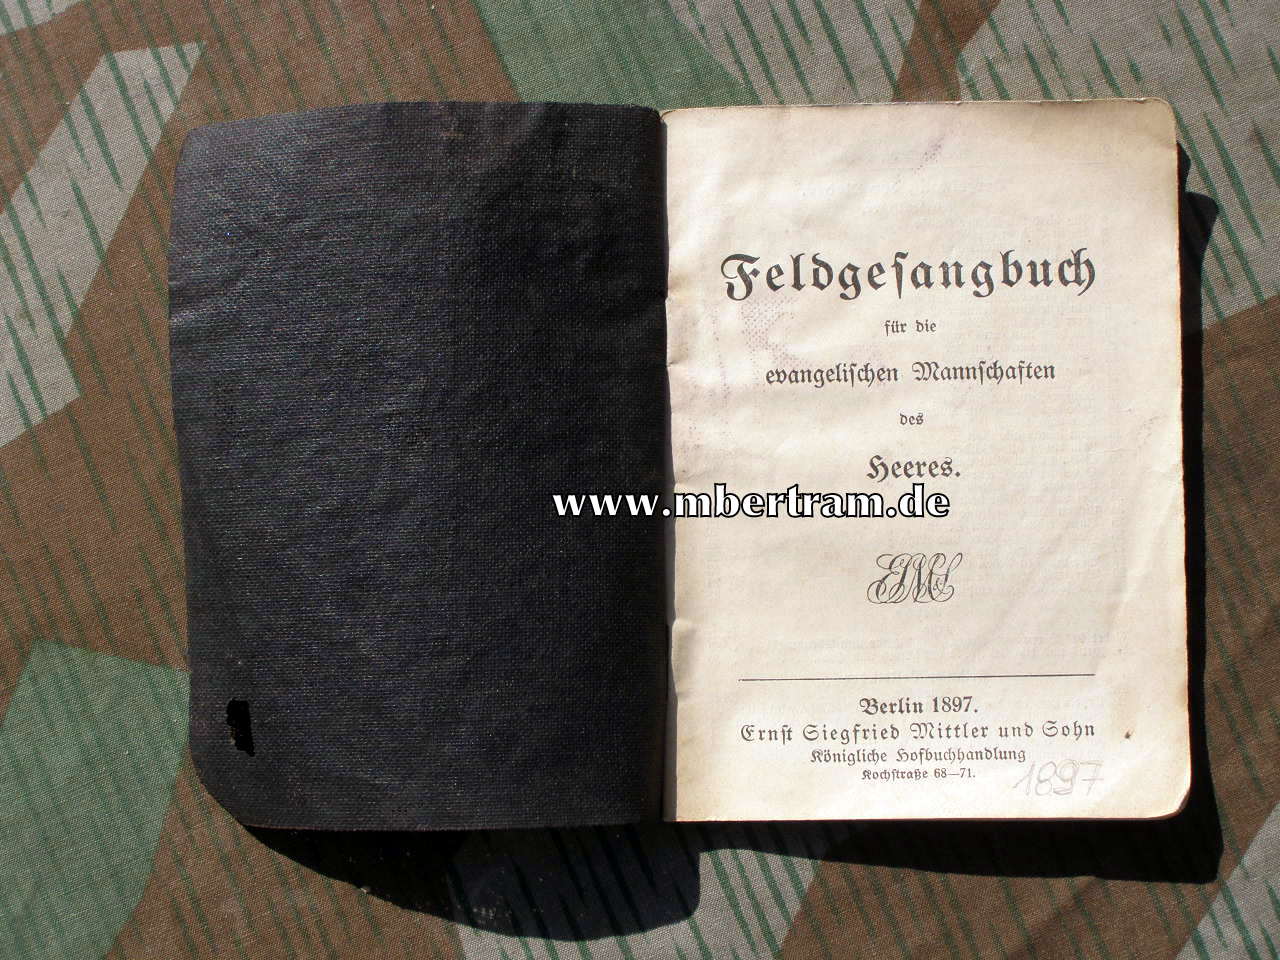 Feldgesangbuch
für die
evangelischen Mannschaften
des
Heeres.
www.mbertram.de
Berlin 1897.
Ernst Siegfried Mittler und Sohn
Königliche Hofbuchhandlung
Kochstraße 68—71.
1897